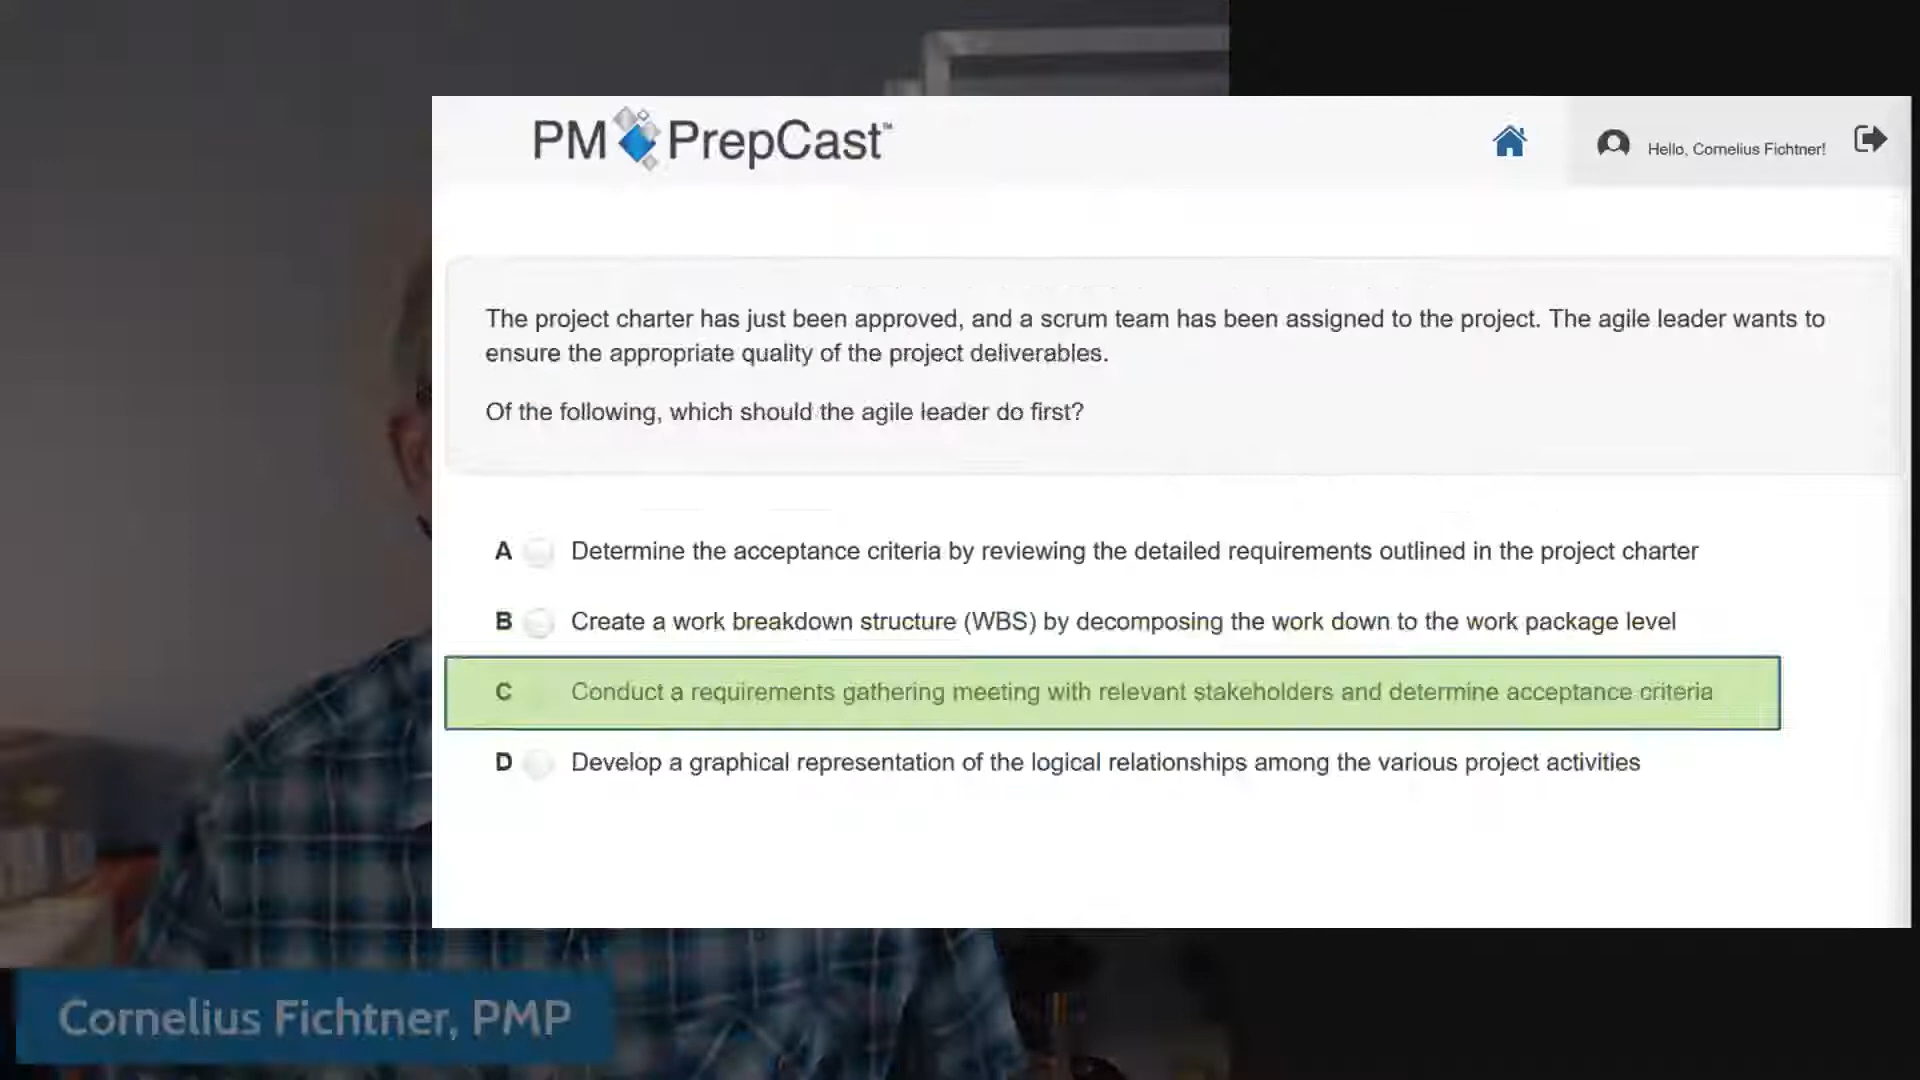 PM PrepCast™
Hello, Cornelius Fichtner!
The project charter has just been approved, and a scrum team has been assigned to the project. The agile leader wants to
ensure the appropriate quality of the project deliverables.
Of the following, which should the agile leader do first?
A Determine the acceptance criteria by reviewing the detailed requirements outlined in the project charter
B Create a work breakdown structure (WBS) by decomposing the work down to the work package level
C Conduct a requirements gathering meeting with relevant stakeholders and determine acceptance criteria
D Develop a graphical representation of the logical relationships among the various project activities
Cornelius Fichtner, PMP